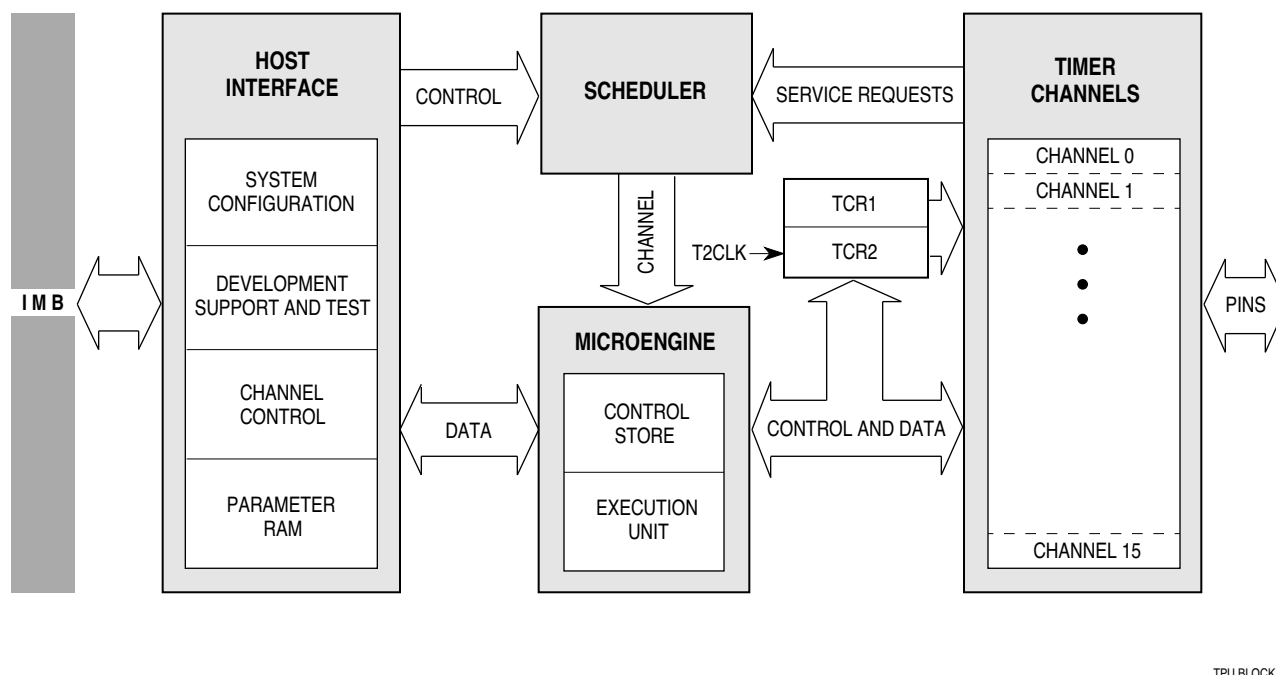 HOST
INTERFACE
SYSTEM
CONFIGURATION
DEVELOPMENT
SUPPORT AND TEST
CHANNEL
CONTROL
PARAMETER
RAM
I M B
CONTROL
DATA
SCHEDULER
CHANNEL
MICROENGINE
CONTROL
STORE
EXECUTION
UNIT
SERVICE REQUESTS
T2CLK
TCR1
TCR2
CONTROL AND DATA
TIMER
CHANNELS
CHANNEL 0
CHANNEL 1
CHANNEL 15
PINS
TPU BLOCK